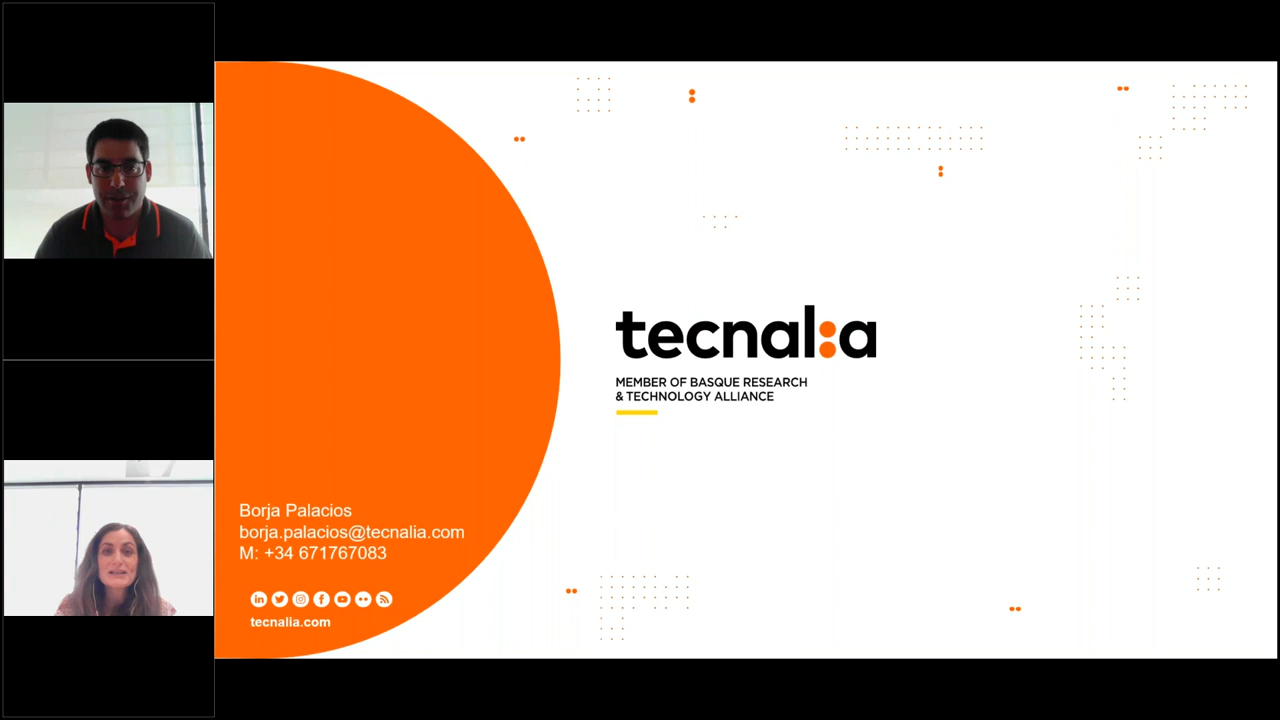 tecnalia
MEMBER OF BASQUE RESEARCH
& TECHNOLOGY ALLIANCE
Borja Palacios
borja.palacios@tecnalia.com
M: +34 671767083
tecnalia.com